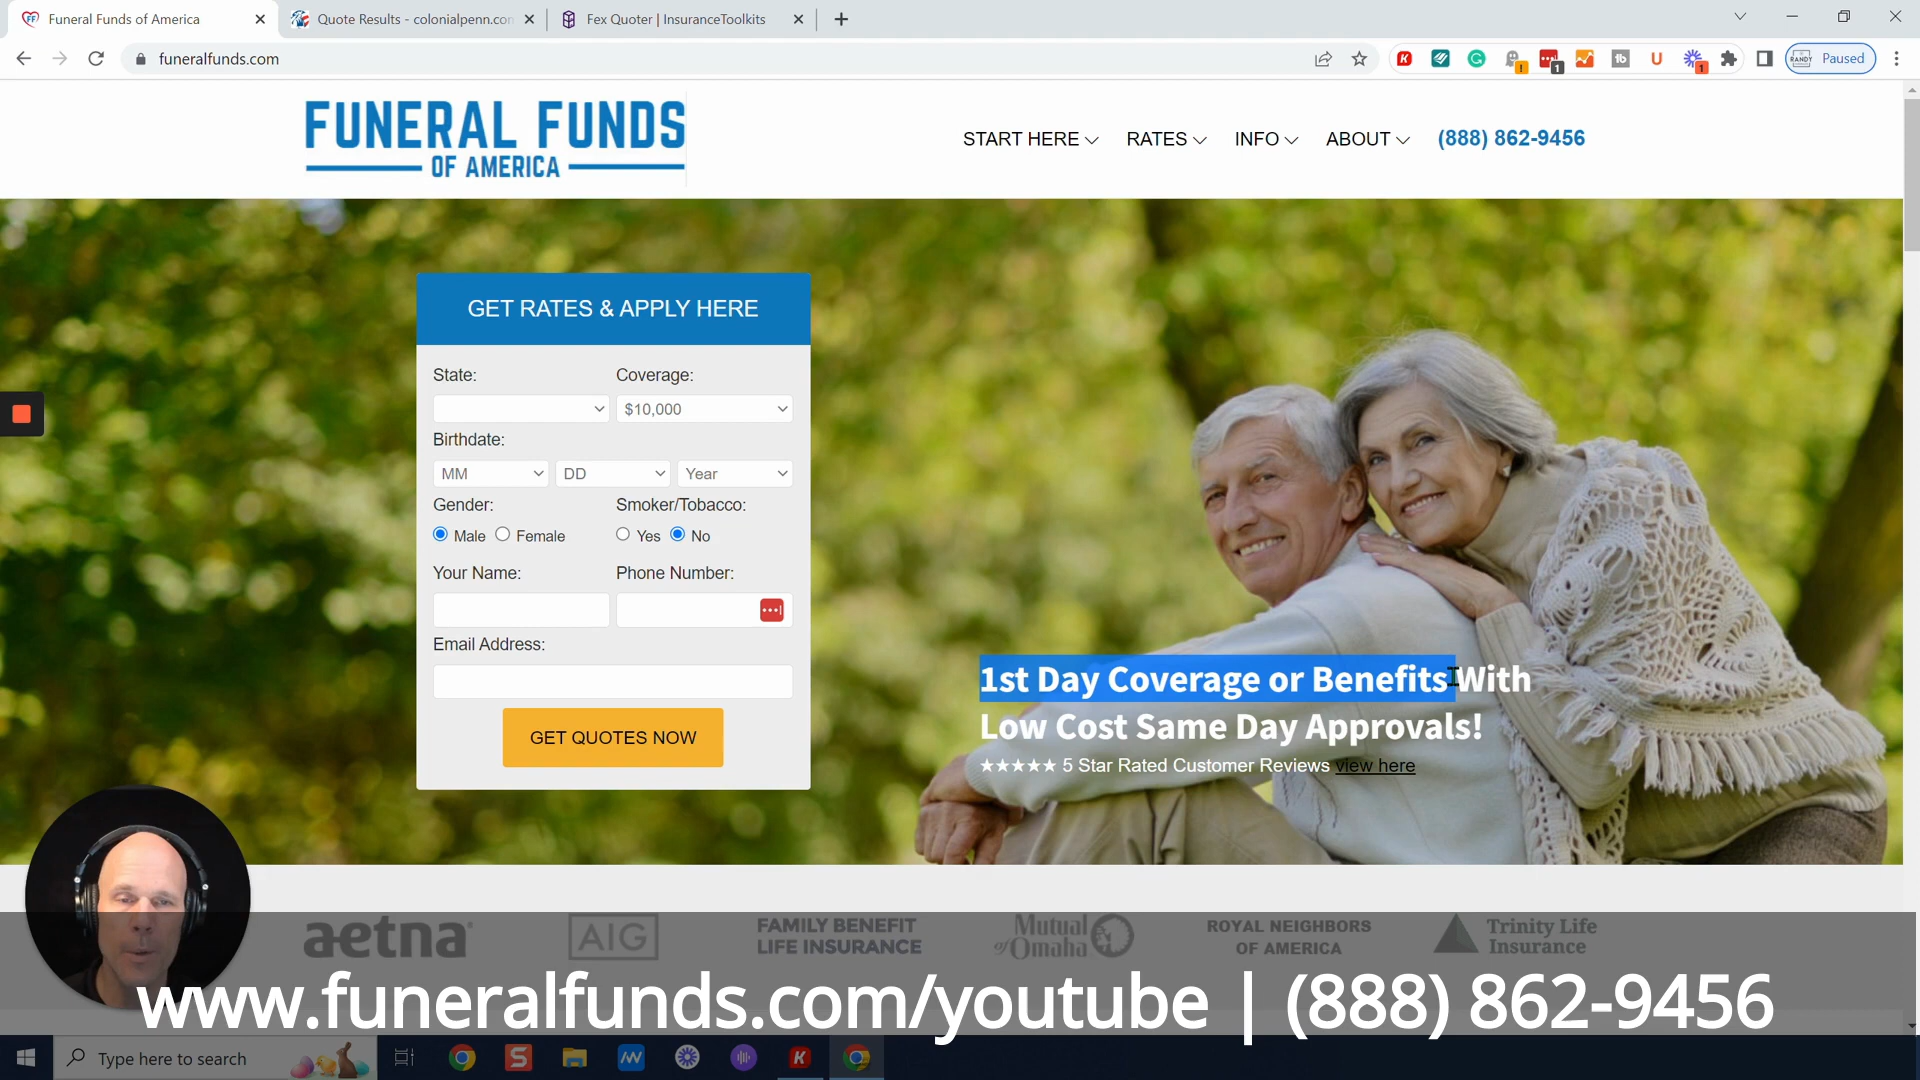 Funeral Funds of America
Quote Results - colonialpenn.com
Fex Quoter | InsuranceToolkits
funeralfunds.com
1
1
RANDY
Paused
FUNERAL FUNDS
OF AMERICA
START HERE
RATES
INFO
ABOUT
(888) 862-9456
GET RATES & APPLY HERE
State:
Coverage:
$10,000
Birthdate:
MM
DD
Year
Gender:
Smoker/Tobacco:
Male
Female
Yes
No
Your Name:
Phone Number:
Email Address:
GET QUOTES NOW
1st Day Coverage or Benefits With
Low Cost Same Day Approvals!
★★★★★ 5 Star Rated Customer Reviews view here
aetna
AIG
FAMILY BENEFIT
LIFE INSURANCE
Mutual
of Omaha
ROYAL NEIGHBORS
OF AMERICA
Trinity Life
Insurance
www.funeralfunds.com/youtube | (888) 862-9456
Type here to search